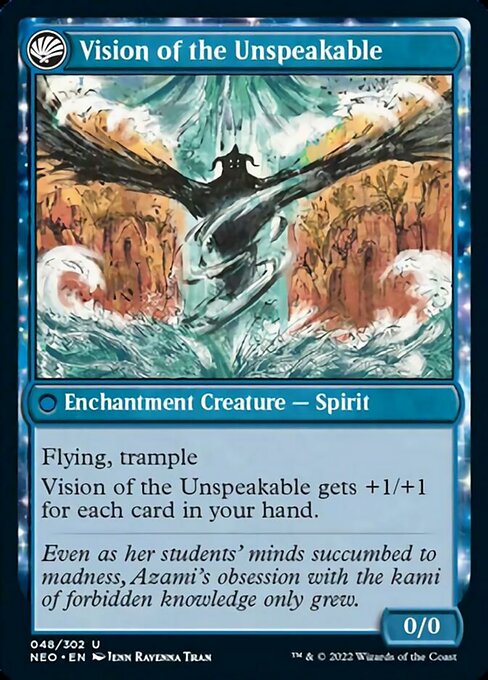 Vision of the Unspeakable
Enchantment Creature — Spirit
Flying, trample
Vision of the Unspeakable gets +1/+1
for each card in your hand.
Even as her students' minds succumbed to
madness, Azami's obsession with the kami
of forbidden knowledge only grew.
0/0
048/302 U
NEO • EN Jenn Ravenna Tran
™ & © 2022 Wizards of the Coast